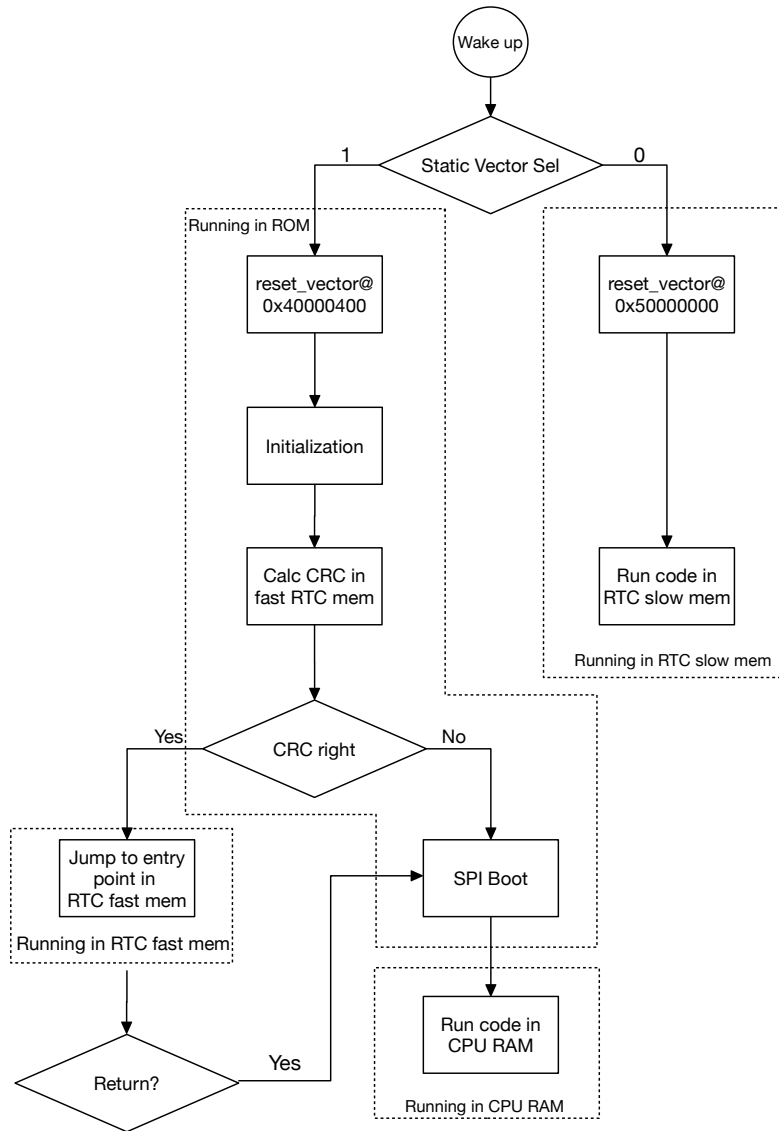 Wake up
Static Vector Sel
1
0
Running in ROM
reset_vector@
0x40000400
reset_vector@
0x50000000
Initialization
Calc CRC in
fast RTC mem
Run code in
RTC slow mem
Running in RTC slow mem
CRC right
Yes
No
Jump to entry
point in
RTC fast mem
Running in RTC fast mem
SPI Boot
Run code in
CPU RAM
Running in CPU RAM
Return?
Yes